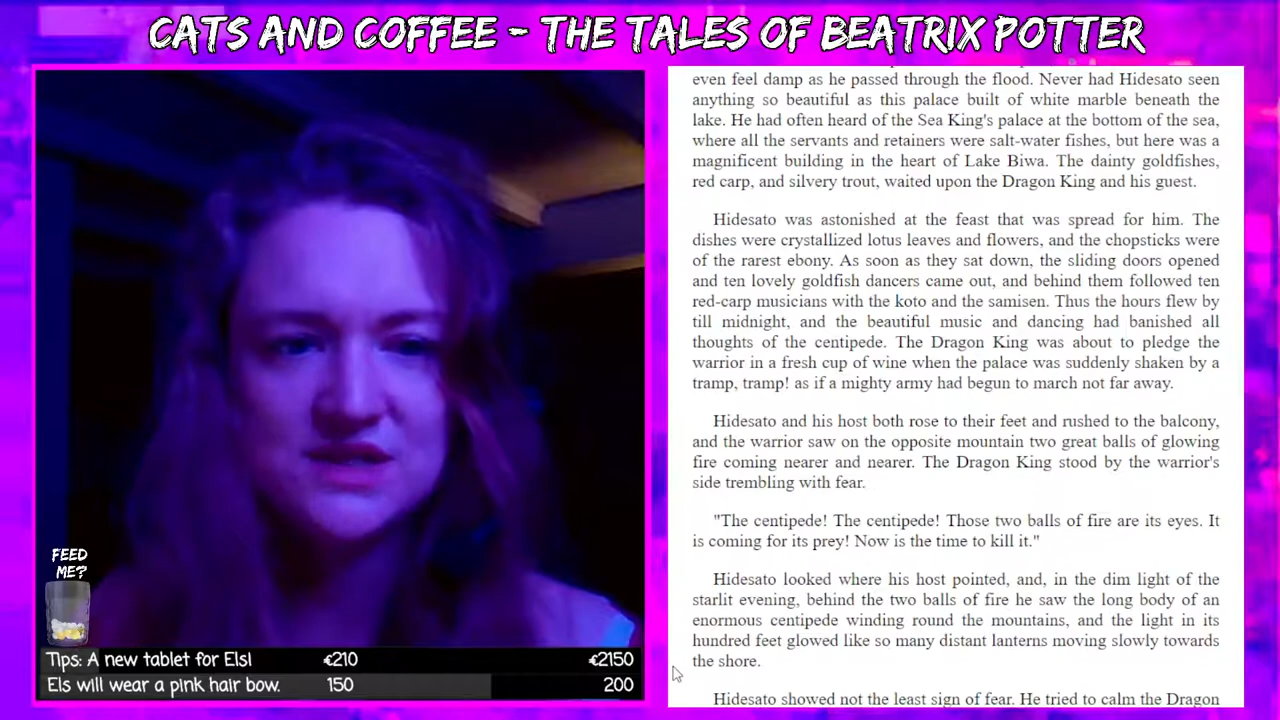 CATS AND COFFEE - THE TALES OF BEATRIX POTTER
even feel damp as he passed through the flood. Never had Hidesato seen
anything so beautiful as this palace built of white marble beneath the
lake. He had often heard of the Sea King's palace at the bottom of the sea,
where all the servants and retainers were salt-water fishes, but here was a
magnificent building in the heart of Lake Biwa. The dainty goldfishes,
red carp, and silvery trout, waited upon the Dragon King and his guest.
Hidesato was astonished at the feast that was spread for him. The
dishes were crystallized lotus leaves and flowers, and the chopsticks were
of the rarest ebony. As soon as they sat down, the sliding doors opened
and ten lovely goldfish dancers came out, and behind them followed ten
red-carp musicians with the koto and the samisen. Thus the hours flew by
till midnight, and the beautiful music and dancing had banished all
thoughts of the centipede. The Dragon King was about to pledge the
warrior in a fresh cup of wine when the palace was suddenly shaken by a
tramp, tramp! as if a mighty army had begun to march not far away.
Hidesato and his host both rose to their feet and rushed to the balcony,
and the warrior saw on the opposite mountain two great balls of glowing
fire coming nearer and nearer. The Dragon King stood by the warrior's
side trembling with fear.
"The centipede! The centipede! Those two balls of fire are its eyes. It
is coming for its prey! Now is the time to kill it."
Hidesato looked where his host pointed, and, in the dim light of the
starlit evening, behind the two balls of fire he saw the long body of an
enormous centipede winding round the mountains, and the light in its
hundred feet glowed like so many distant lanterns moving slowly towards
the shore.
Hidesato showed not the least sign of fear. He tried to calm the Dragon
FEED
ME?
Tips: A new tablet for Els! €210 €2150
Els will wear a pink hair bow. 150 200